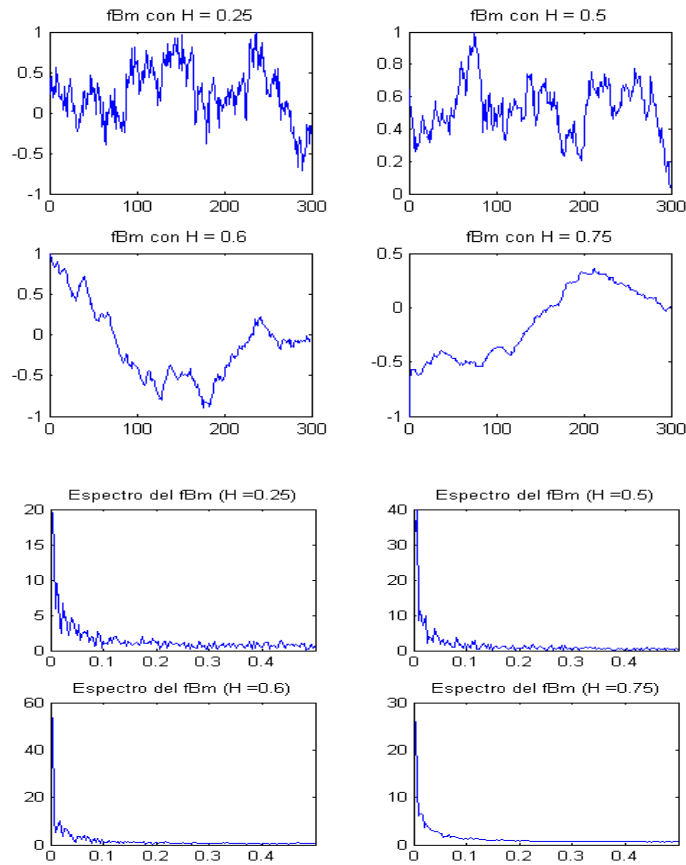 fBm con H = 0.25
fBm con H = 0.5
1
0.5
0
-0.5
-1
0 100 200 300
1
0.8
0.6
0.4
0.2
0
0 100 200 300
fBm con H = 0.6
fBm con H = 0.75
1
0.5
0
-0.5
-1
0 100 200 300
0.5
0
-0.5
-1
0 100 200 300
Espectro del fBm (H =0.25)
Espectro del fBm (H =0.5)
20
15
10
5
0
0 0.1 0.2 0.3 0.4
40
30
20
10
0
0 0.1 0.2 0.3 0.4
Espectro del fBm (H =0.6)
Espectro del fBm (H =0.75)
60
40
20
0
0 0.1 0.2 0.3 0.4
30
20
10
0
0 0.1 0.2 0.3 0.4